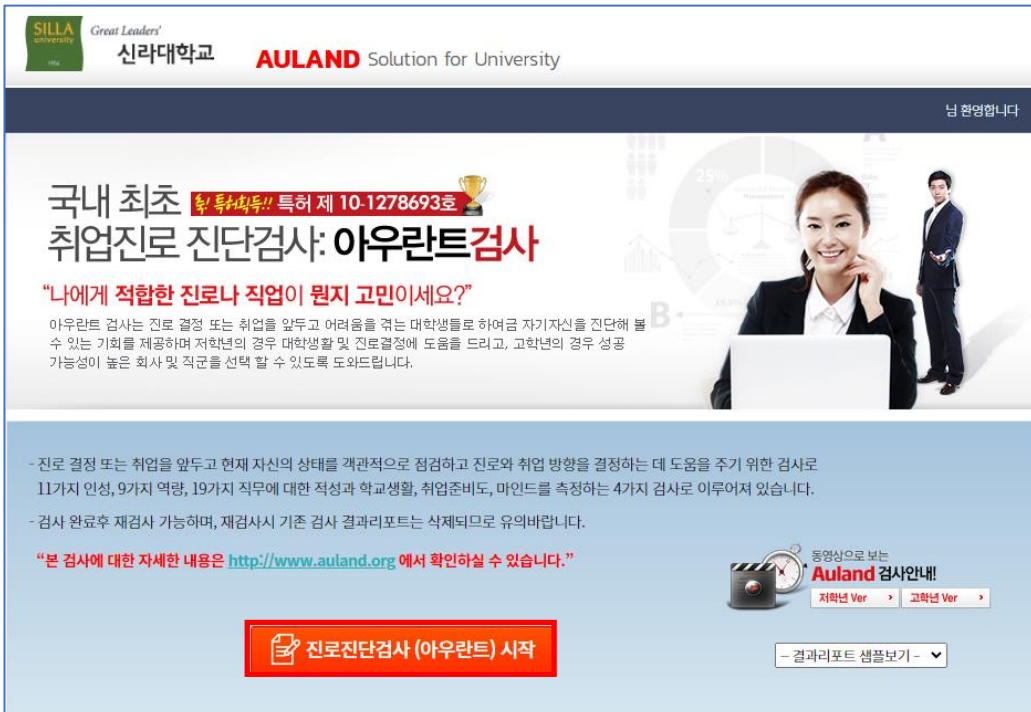 SILLA
university
1954
Great Leaders'
신라대학교
AULAND Solution for University
님 환영합니다
국내 최초 특허 제 10-1278693호
취업진로 진단검사: 아우란트검사
“나에게 적합한 진로나 직업이 뭔지 고민이세요?”
아우란트 검사는 진로 결정 또는 취업을 앞두고 어려움을 겪는 대학생들로 하여금 자기자신을 진단해 볼
수 있는 기회를 제공하며 저학년의 경우 대학생활 및 진로결정에 도움을 드리고, 고학년의 경우 성공
가능성이 높은 회사 및 직군을 선택 할 수 있도록 도와드립니다.
25%
A
B
- 진로 결정 또는 취업을 앞두고 현재 자신의 상태를 객관적으로 점검하고 진로와 취업 방향을 결정하는 데 도움을 주기 위한 검사로
11가지 인성, 9가지 역량, 19가지 직무에 대한 적성과 학교생활, 취업준비도, 마인드를 측정하는 4가지 검사로 이루어져 있습니다.
- 검사 완료후 재검사 가능하며, 재검사시 기존 검사 결과리포트는 삭제되므로 유의바랍니다.
“본 검사에 대한 자세한 내용은 http://www.auland.org 에서 확인하실 수 있습니다.”
동영상으로 보는
Auland 검사안내!
저학년 Ver › 고학년 Ver ›
진로진단검사 (아우란트) 시작
– 결과리포트 샘플보기 –